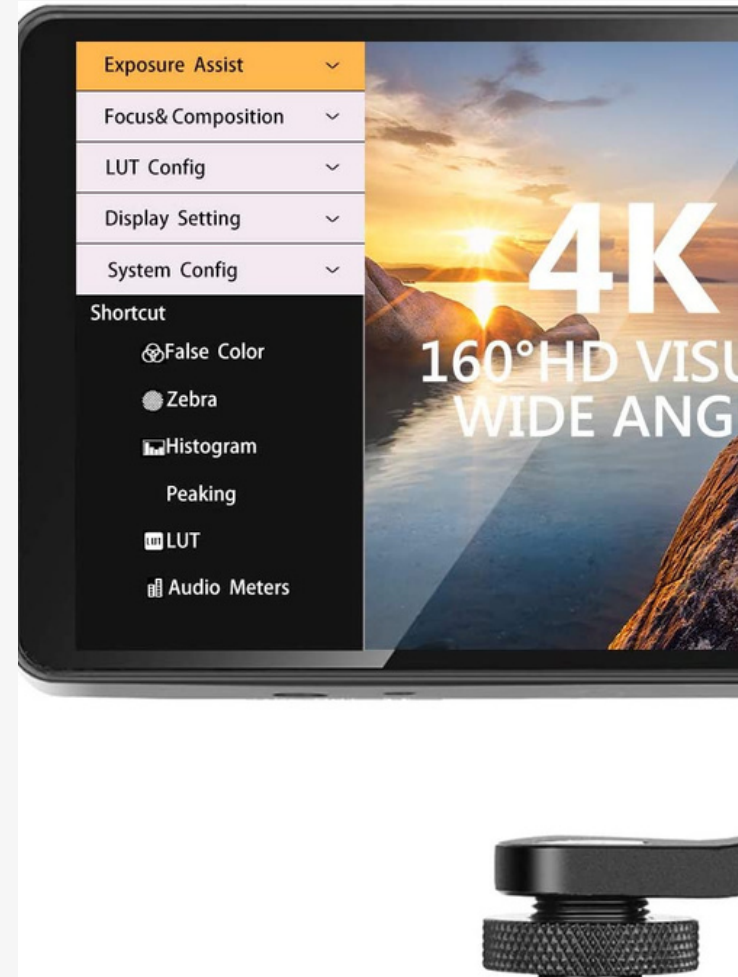 Exposure Assist
Focus& Composition
LUT Config
Display Setting
System Config
Shortcut
False Color
Zebra
Histogram
Peaking
LUT
LUT
Audio Meters
4K
160°HD VISU
WIDE ANG